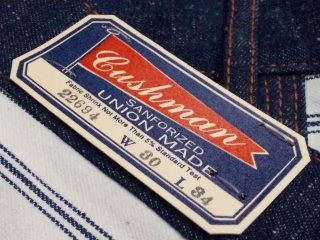 Cushman
SANFORIZED
UNION MADE
Fabric Shrink Not More Than 5% Standard Test
22694 W 30 L 34